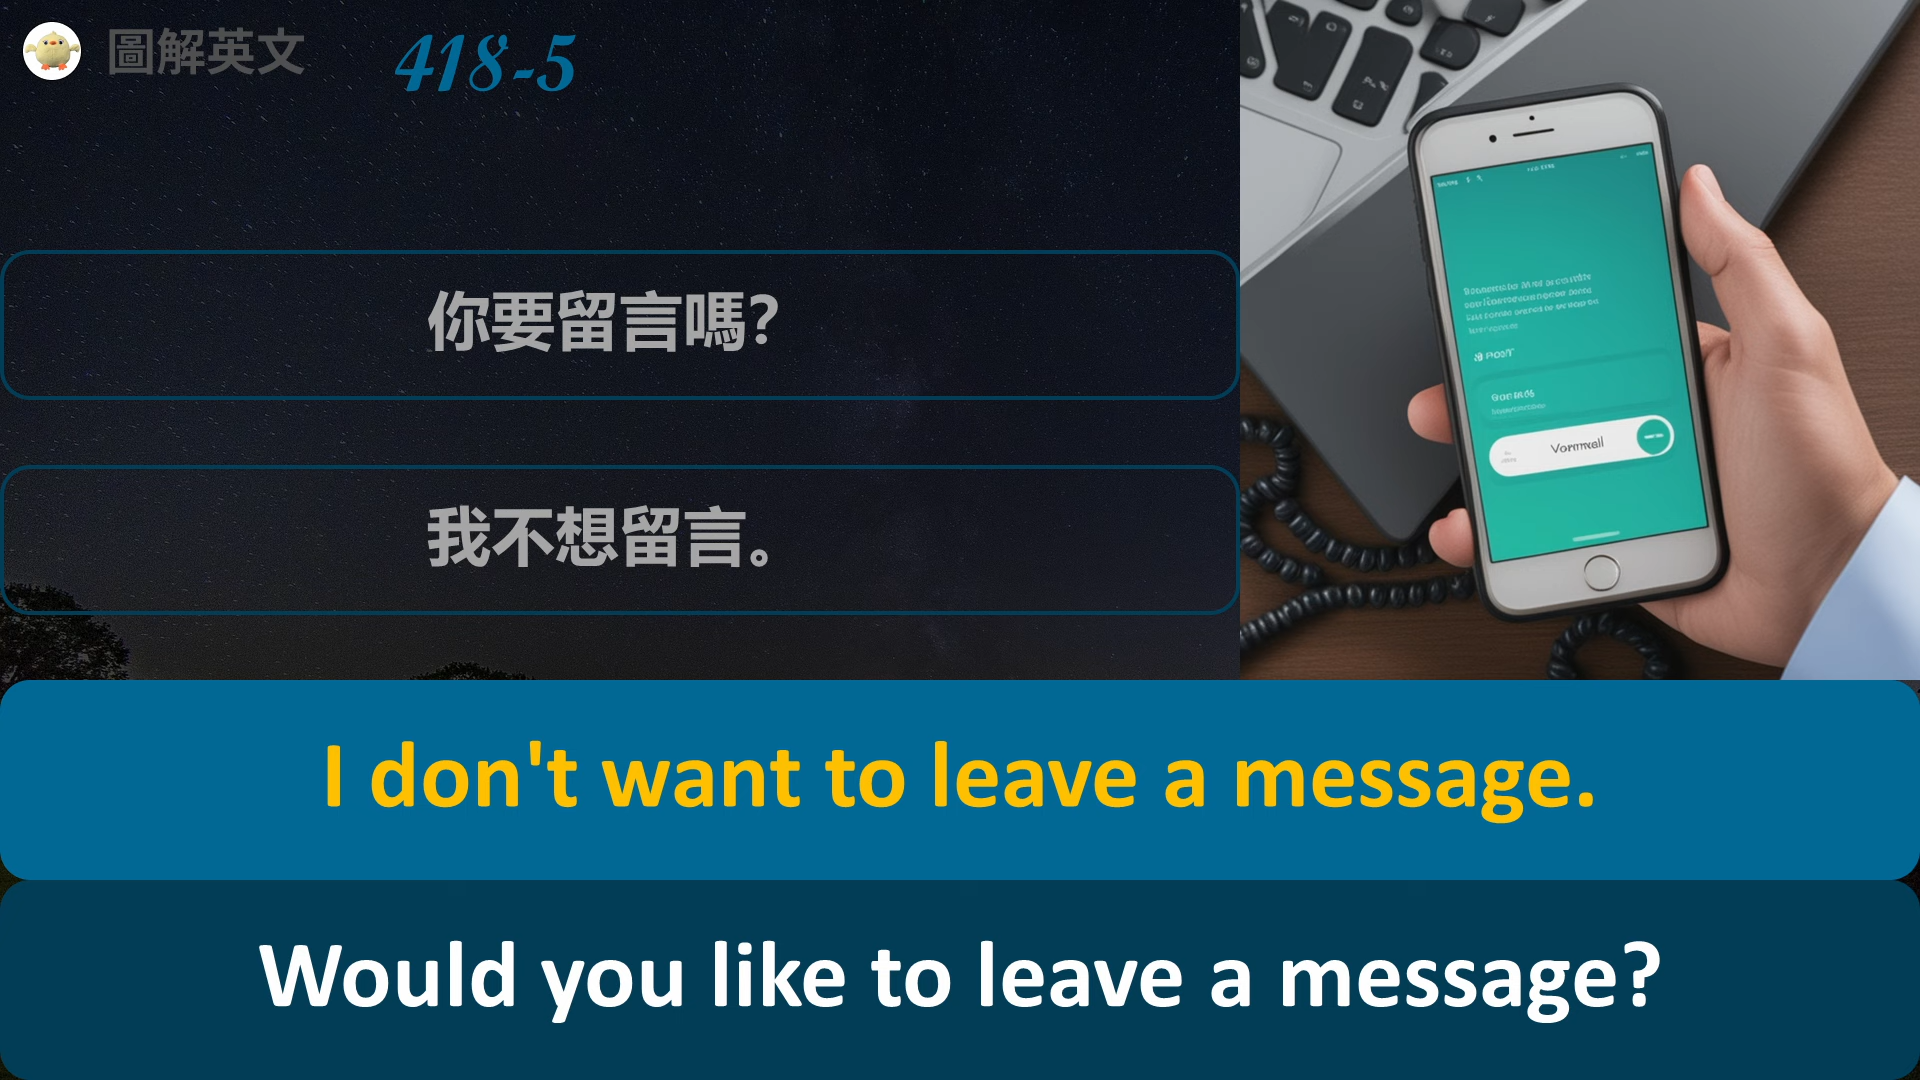 圖解英文
418-5
你要留言嗎?
我不想留言。
I don't want to leave a message.
Would you like to leave a message?